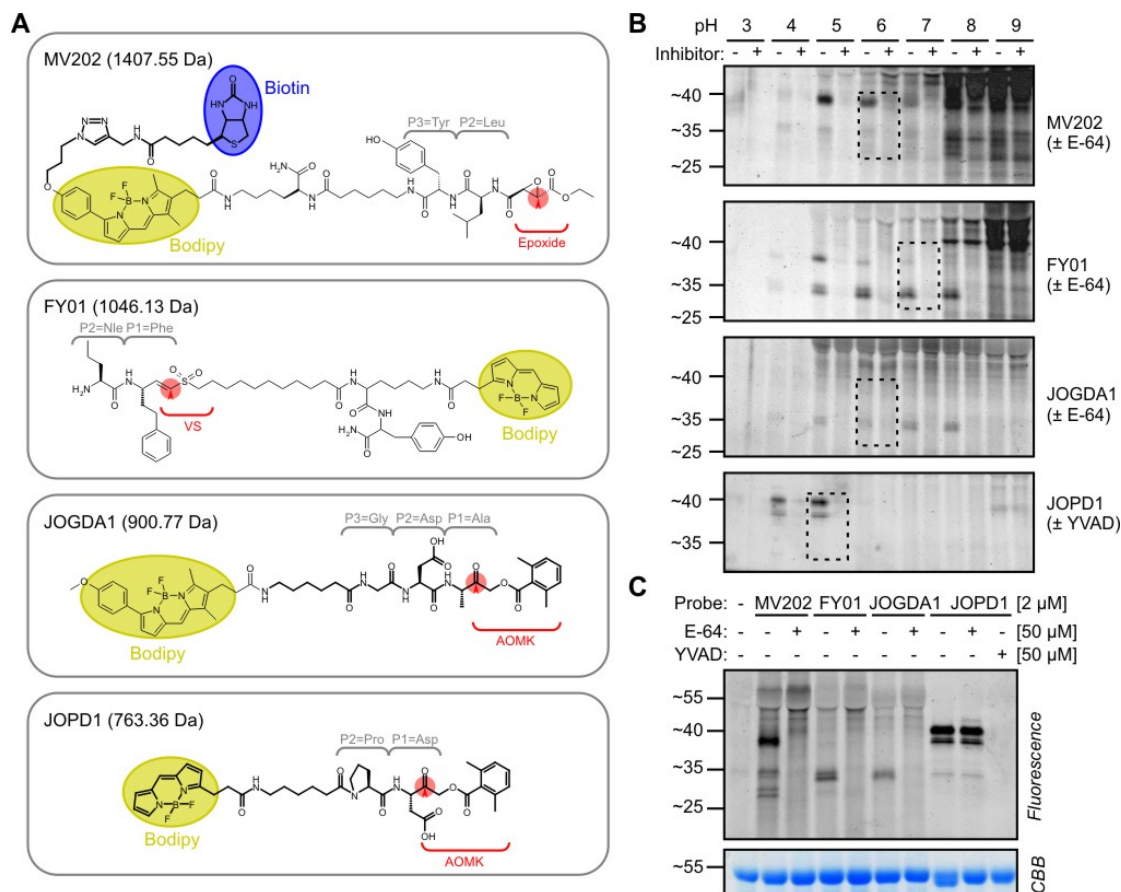 A
MV202 (1407.55 Da)
Biotin
P3=Tyr P2=Leu
Bodipy
Epoxide
FY01 (1046.13 Da)
P2=Nle P1=Phe
VS
Bodipy
JOGDA1 (900.77 Da)
P3=Gly P2=Asp P1=Ala
Bodipy
AOMK
JOPD1 (763.36 Da)
P2=Pro P1=Asp
Bodipy
AOMK
B
pH 3 4 5 6 7 8 9
Inhibitor: - + - + - + - + - + - + - +
~40
~35
~25
MV202
(± E-64)
~40
~35
~25
FY01
(± E-64)
~40
~35
~25
JOGDA1
(± E-64)
~40
~35
JOPD1
(± YVAD)
C
Probe: - MV202 FY01 JOGDA1 JOPD1 [2 µM]
E-64: - - + - + - + - + - [50 µM]
YVAD: - - - - - - - - - + [50 µM]
~55
~40
~35
~25
Fluorescence
~55
CBB